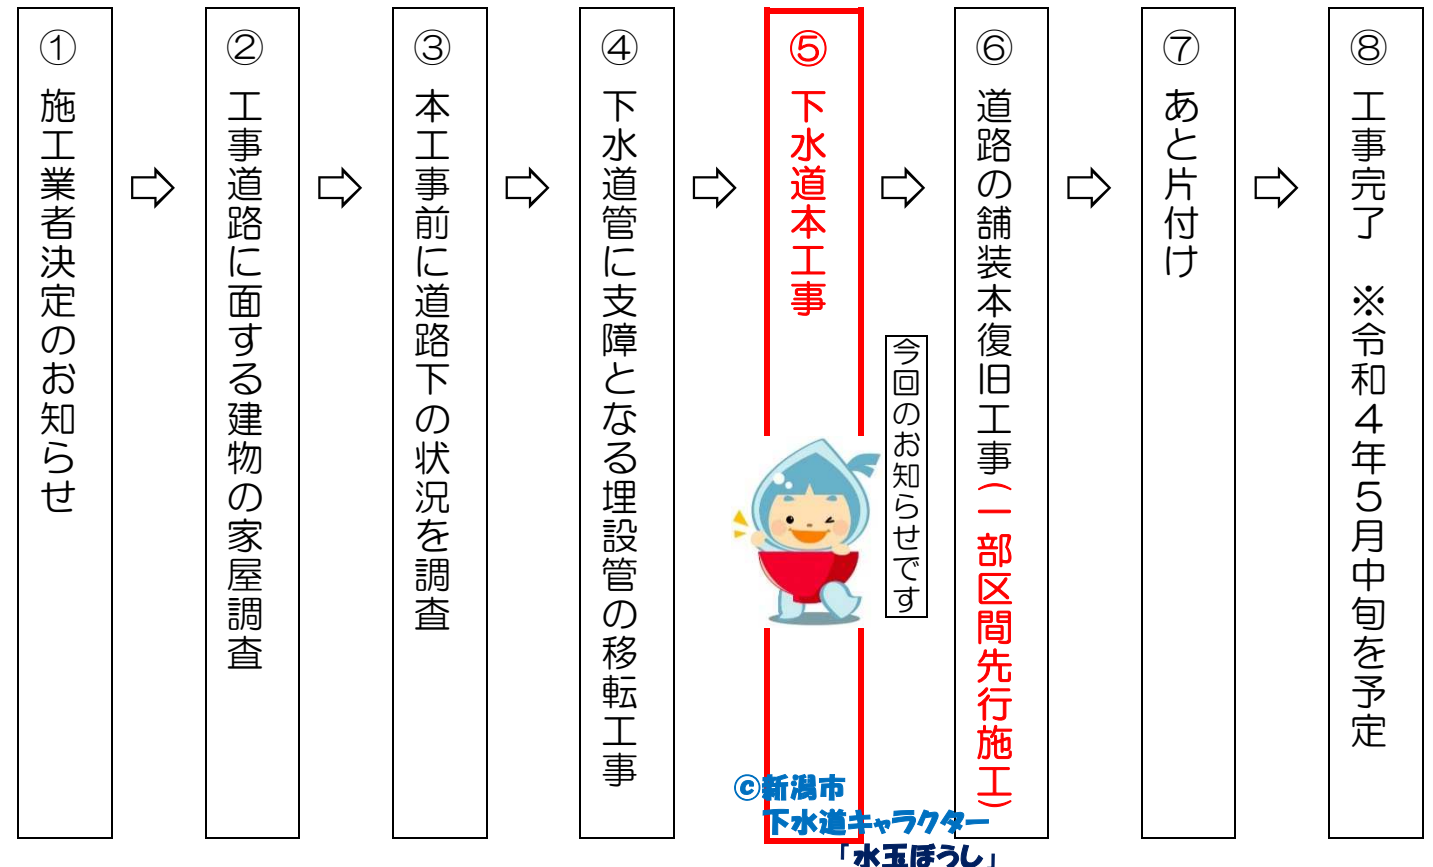 ① 施工業者決定のお知らせ
② 工事道路に面する建物の家屋調査
③ 本工事前に道路下の状況を調査
④ 下水道管に支障となる埋設管の移転工事
⑤ 下水道本工事
今回のお知らせです
⑥ 道路の舗装本復旧工事(一部区間先行施工)
⑦ あと片付け
⑧ 工事完了 ※令和4年5月中旬を予定
©新潟市
下水道キャラクター
「水玉ぼうし」